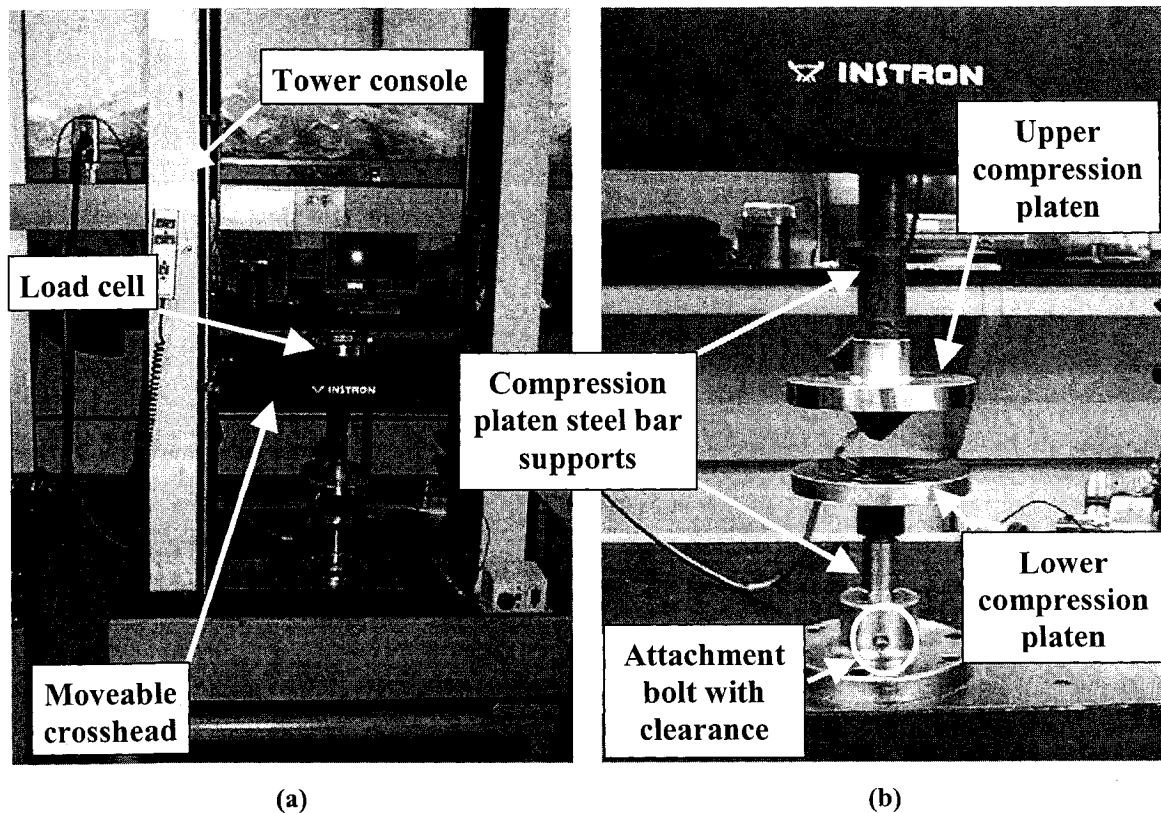 Tower console
Load cell
INSTRON
Moveable
crosshead
(a)
INSTRON
Upper
compression
platen
Compression
platen steel bar
supports
Lower
compression
platen
Attachment
bolt with
clearance
(b)